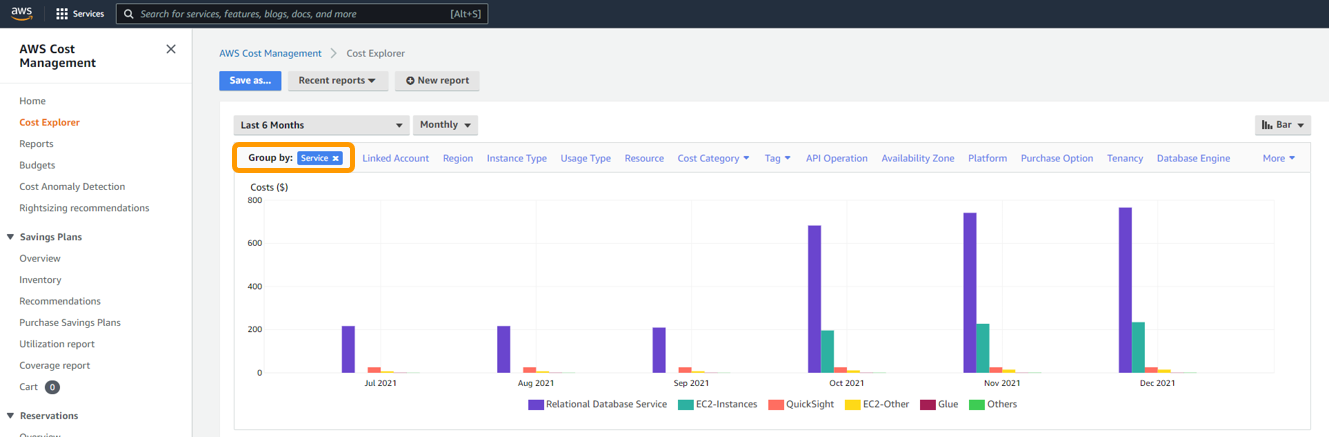 aws Services Search for services, features, blogs, docs, and more [Alt+S]
AWS Cost Management
Home
Cost Explorer
Reports
Budgets
Cost Anomaly Detection
Rightsizing recommendations
Savings Plans
Overview
Inventory
Recommendations
Purchase Savings Plans
Utilization report
Coverage report
Cart 0
Reservations
Overview
AWS Cost Management > Cost Explorer
Save as... Recent reports New report
Last 6 Months Monthly Bar
Group by: Service Linked Account Region Instance Type Usage Type Resource Cost Category Tag API Operation Availability Zone Platform Purchase Option Tenancy Database Engine More
Costs ($)
800
600
400
200
0
Jul 2021 Aug 2021 Sep 2021 Oct 2021 Nov 2021 Dec 2021
Relational Database Service EC2-Instances QuickSight EC2-Other Glue Others